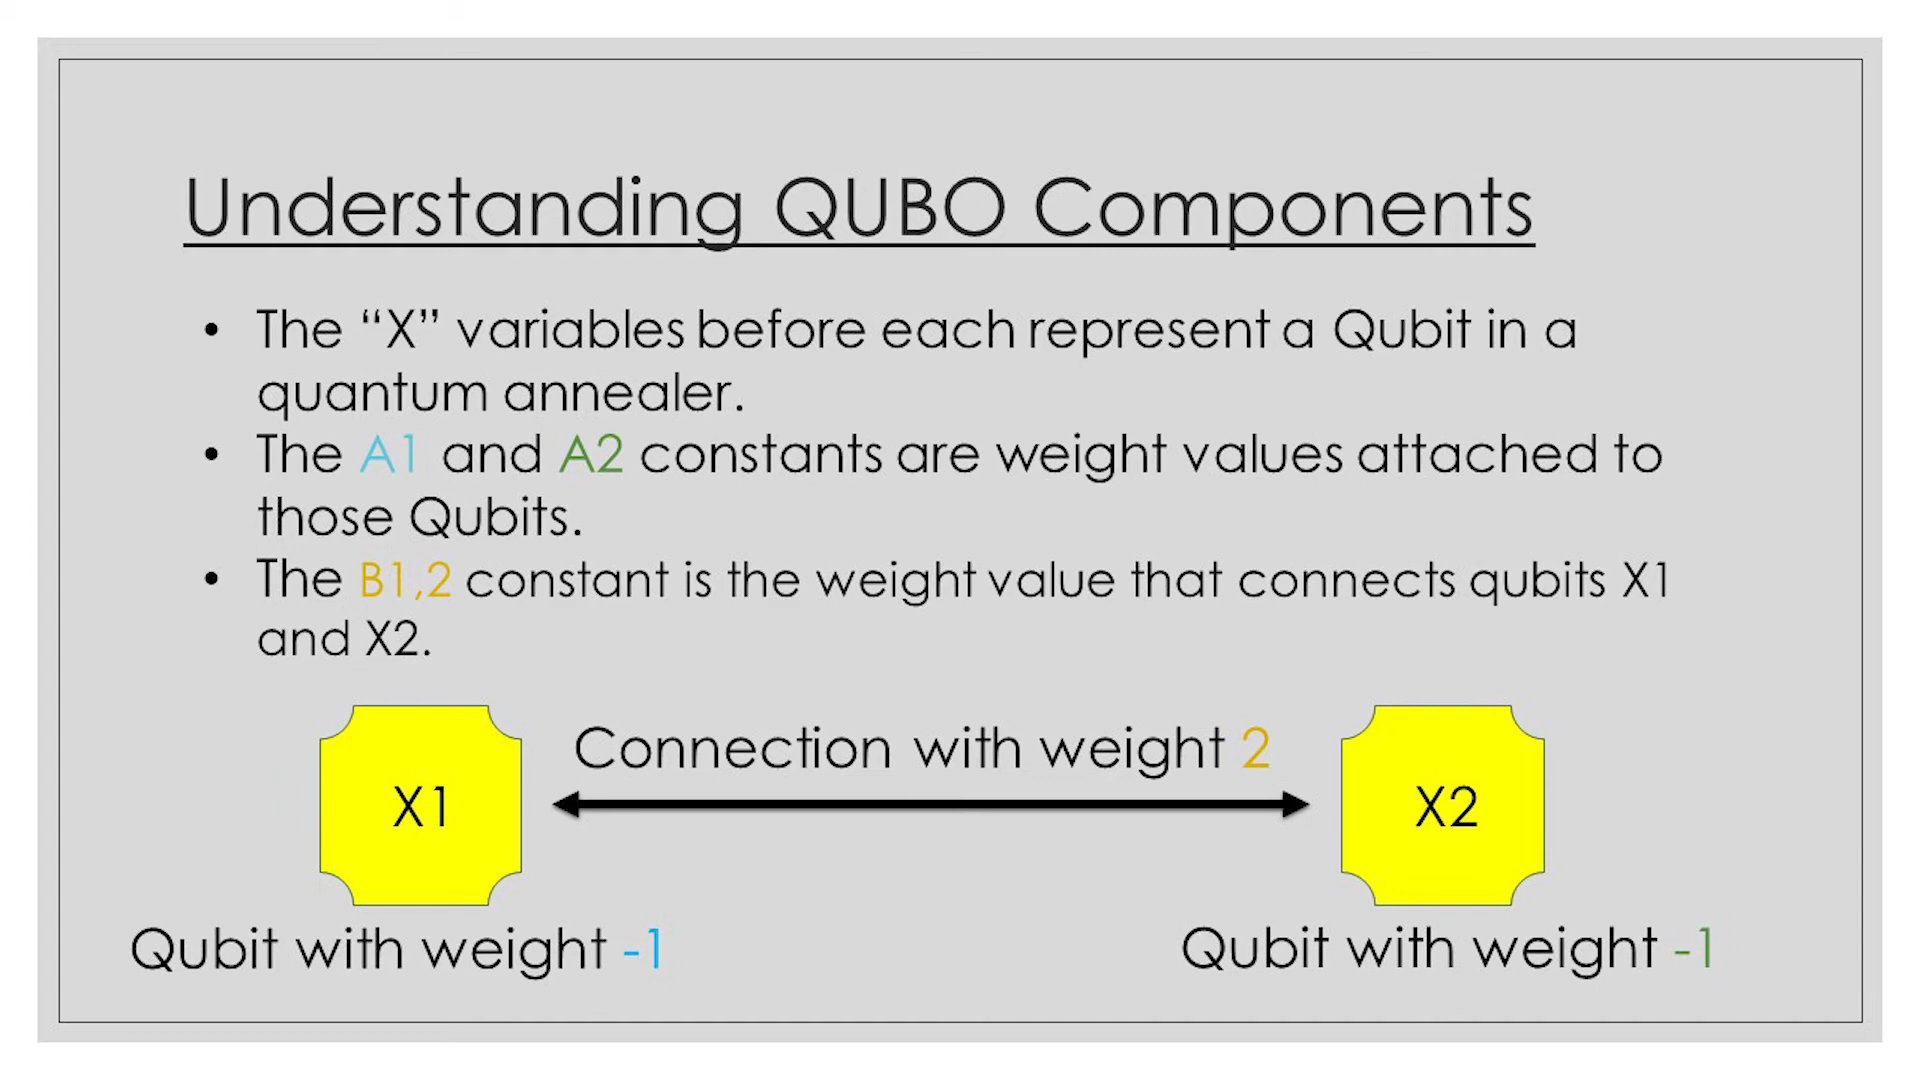 Understanding QUBO Components
• The “X” variables before each represent a Qubit in a
quantum annealer.
• The A1 and A2 constants are weight values attached to
those Qubits.
• The B1,2 constant is the weight value that connects qubits X1
and X2.
Connection with weight 2
X1
X2
Qubit with weight -1
Qubit with weight -1